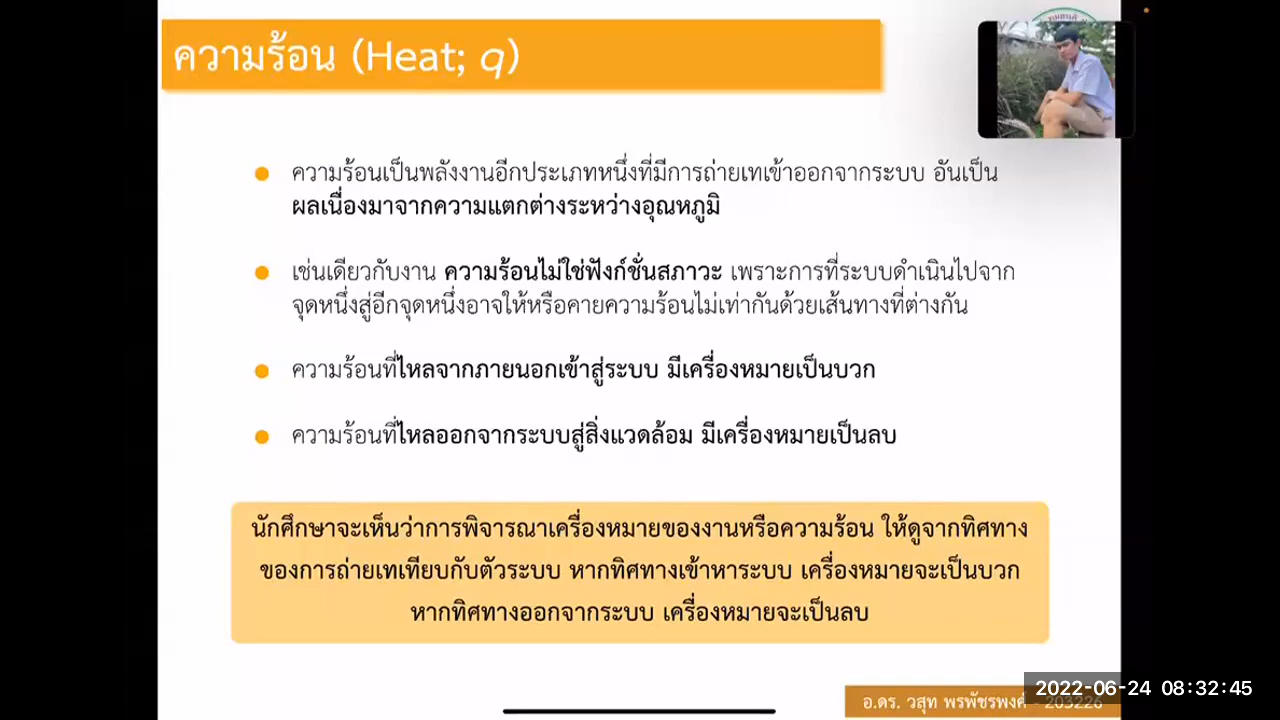 ความร้อน (Heat; q)
ความร้อนเป็นพลังงานอีกประเภทหนึ่งที่มีการถ่ายเทเข้าออกจากระบบ อันเป็น
ผลเนื่องมาจากความแตกต่างระหว่างอุณหภูมิ
เช่นเดียวกับงาน ความร้อนไม่ใช่ฟังก์ชั่นสภาวะ เพราะการที่ระบบดำเนินไปจาก
จุดหนึ่งสู่อีกจุดหนึ่งอาจให้หรือคายความร้อนไม่เท่ากันด้วยเส้นทางที่ต่างกัน
ความร้อนที่ไหลจากภายนอกเข้าสู่ระบบ มีเครื่องหมายเป็นบวก
ความร้อนที่ไหลออกจากระบบสู่สิ่งแวดล้อม มีเครื่องหมายเป็นลบ
นักศึกษาจะเห็นว่าการพิจารณาเครื่องหมายของงานหรือความร้อน ให้ดูจากทิศทาง
ของการถ่ายเทเทียบกับตัวระบบ หากทิศทางเข้าหาระบบ เครื่องหมายจะเป็นบวก
หากทิศทางออกจากระบบ เครื่องหมายจะเป็นลบ
2022-06-24 08:32:45
อ.ดร. วสุท พรพัชรพงศ์ - 203226